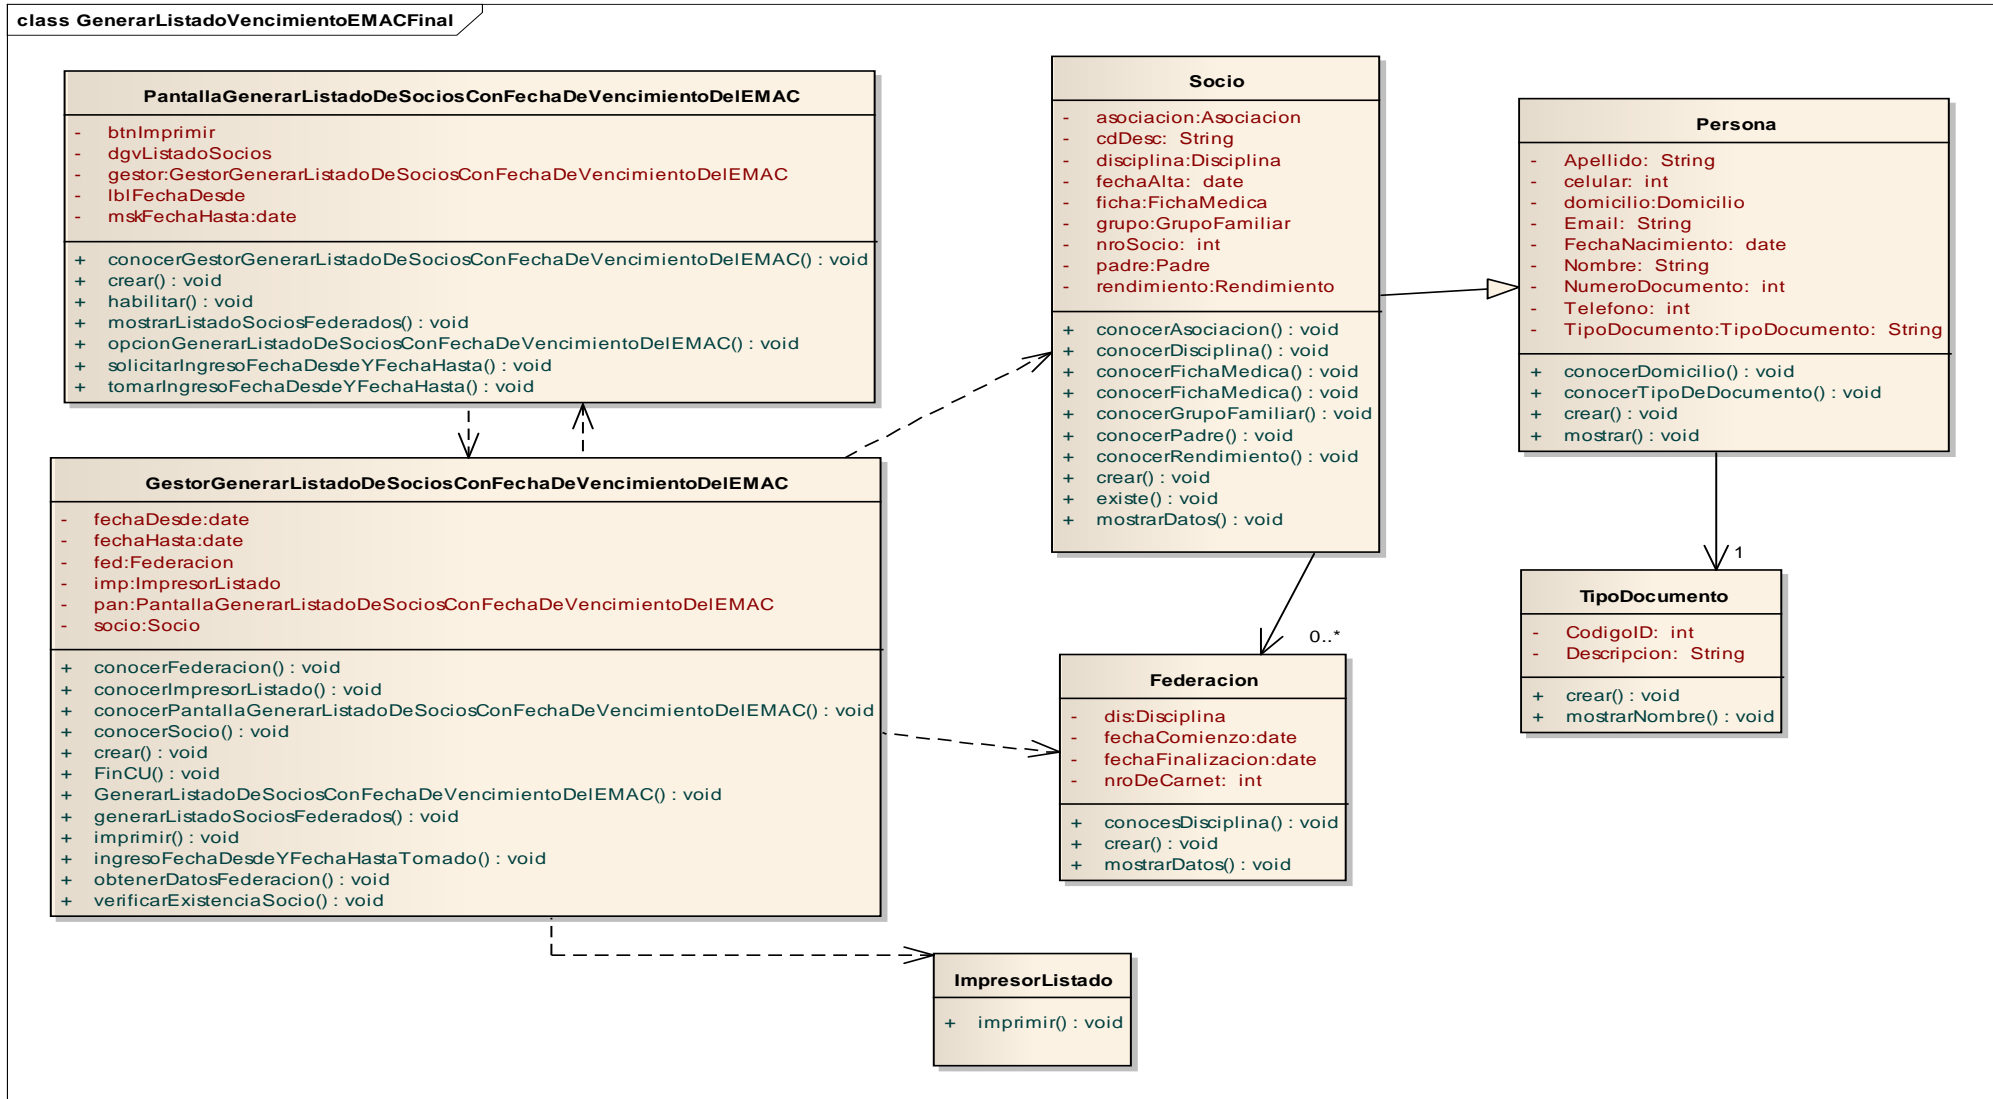 class GenerarListadoVencimientoEMACFinal
PantallaGenerarListadoDeSociosConFechaDeVencimientoDelEMAC
- btnImprimir
- dgvListadoSocios
- gestor:GestorGenerarListadoDeSociosConFechaDeVencimientoDelEMAC
- lblFechaDesde
- mskFechaHasta:date
+ conocerGestorGenerarListadoDeSociosConFechaDeVencimientoDelEMAC() : void
+ crear() : void
+ habilitar() : void
+ mostrarListadoSociosFederados() : void
+ opcionGenerarListadoDeSociosConFechaDeVencimientoDelEMAC() : void
+ solicitarIngresoFechaDesdeYFechaHasta() : void
+ tomarIngresoFechaDesdeYFechaHasta() : void
Socio
- asociacion:Asociacion
- cdDesc: String
- disciplina:Disciplina
- fechaAlta: date
- ficha:FichaMedica
- grupo:GrupoFamiliar
- nroSocio: int
- padre:Padre
- rendimiento:Rendimiento
+ conocerAsociacion() : void
+ conocerDisciplina() : void
+ conocerFichaMedica() : void
+ conocerFichaMedica() : void
+ conocerGrupoFamiliar() : void
+ conocerPadre() : void
+ conocerRendimiento() : void
+ crear() : void
+ existe() : void
+ mostrarDatos() : void
Persona
- Apellido: String
- celular: int
- domicilio:Domicilio
- Email: String
- FechaNacimiento: date
- Nombre: String
- NumeroDocumento: int
- Telefono: int
- TipoDocumento:TipoDocumento: String
+ conocerDomicilio() : void
+ conocerTipoDeDocumento() : void
+ crear() : void
+ mostrar() : void
GestorGenerarListadoDeSociosConFechaDeVencimientoDelEMAC
- fechaDesde:date
- fechaHasta:date
- fed:Federacion
- imp:ImpresorListado
- pan:PantallaGenerarListadoDeSociosConFechaDeVencimientoDelEMAC
- socio:Socio
+ conocerFederacion() : void
+ conocerImpresorListado() : void
+ conocerPantallaGenerarListadoDeSociosConFechaDeVencimientoDelEMAC() : void
+ conocerSocio() : void
+ crear() : void
+ FinCU() : void
+ GenerarListadoDeSociosConFechaDeVencimientoDelEMAC() : void
+ generarListadoSociosFederados() : void
+ imprimir() : void
+ ingresoFechaDesdeYFechaHastaTomado() : void
+ obtenerDatosFederacion() : void
+ verificarExistenciaSocio() : void
1
TipoDocumento
- CodigoID: int
- Descripcion: String
+ crear() : void
+ mostrarNombre() : void
0..*
Federacion
- dis:Disciplina
- fechaComienzo:date
- fechaFinalizacion:date
- nroDeCarnet: int
+ conocesDisciplina() : void
+ crear() : void
+ mostrarDatos() : void
ImpresorListado
+ imprimir() : void